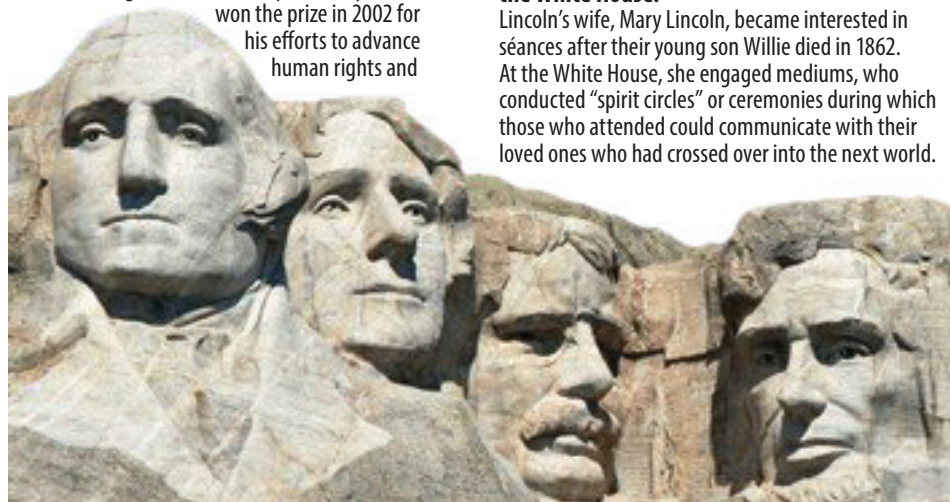 won the prize in 2002 for
his efforts to advance
human rights and
the White House.
Lincoln’s wife, Mary Lincoln, became interested in
séances after their young son Willie died in 1862.
At the White House, she engaged mediums, who
conducted “spirit circles” or ceremonies during which
those who attended could communicate with their
loved ones who had crossed over into the next world.